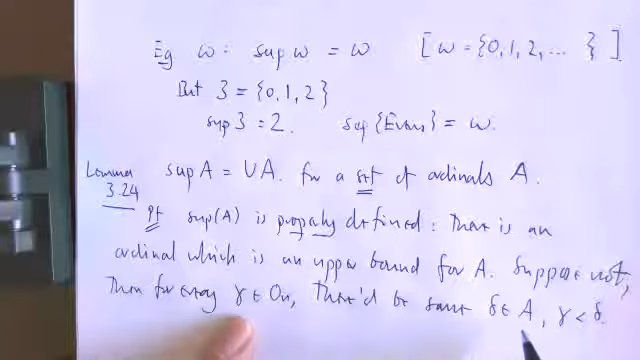 Eg ω: sup ω = ω [ω = {0, 1, 2, ... }]
But 3 = {0, 1, 2}
sup 3 = 2. sup {Evens} = ω.
Lemma 3.24 sup A = ∪A. for a set of ordinals A.
Pf sup(A) is properly defined: There is an
ordinal which is an upper bound for A. Suppose not,
Then for every γ ∈ On, There'd be some δ ∈ A, γ < δ.